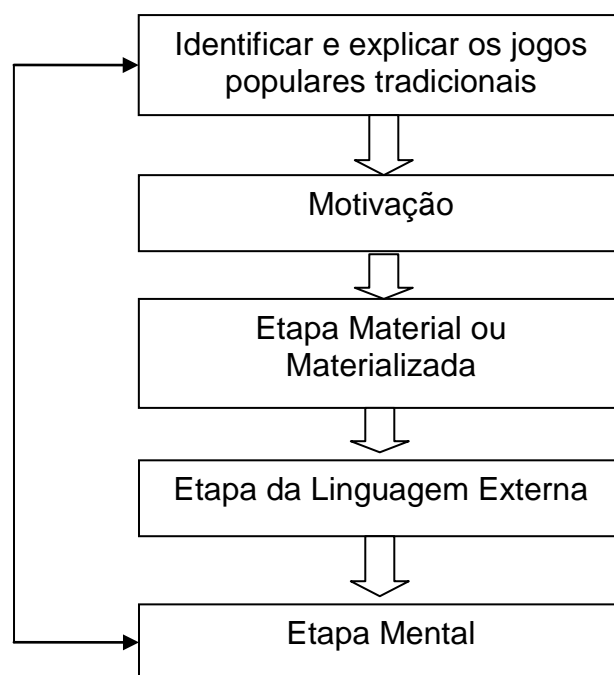 Identificar e explicar os jogos
populares tradicionais
Motivação
Etapa Material ou
Materializada
Etapa da Linguagem Externa
Etapa Mental